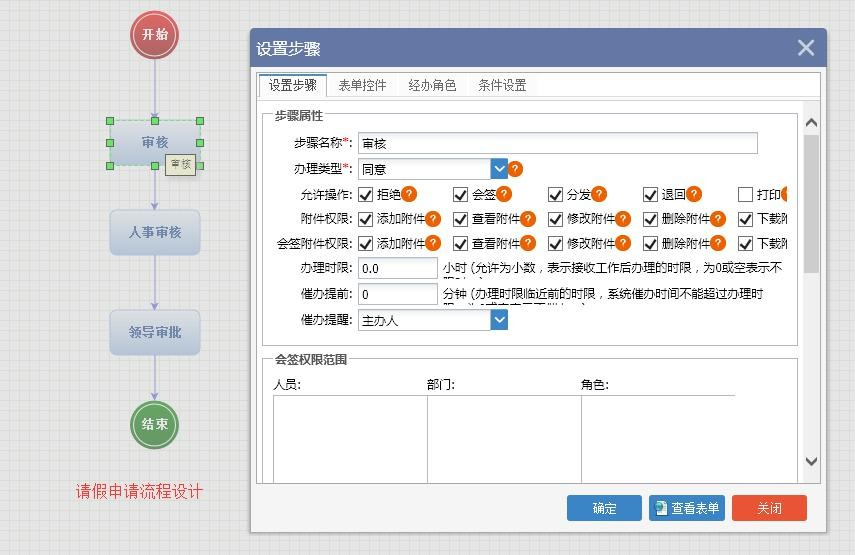 开始
审核
审核
人事审核
领导审批
结束
请假申请流程设计
设置步骤
设置步骤 表单控件 经办角色 条件设置
步骤属性
步骤名称*: 审核
办理类型*: 同意 ?
允许操作: 拒绝? 会签? 分发? 退回? 打印
附件权限: 添加附件? 查看附件? 修改附件? 删除附件? 下载
会签附件权限: 添加附件? 查看附件? 修改附件? 删除附件? 下载
办理时限: 0.0 小时 (允许为小数，表示接收工作后办理的时限，为0或空表示不
催办提前: 0 分钟 (办理时限临近前的时限，系统催办时间不能超过办理时
催办提醒: 主办人
会签权限范围
人员: 部门: 角色:
确定 查看表单 关闭